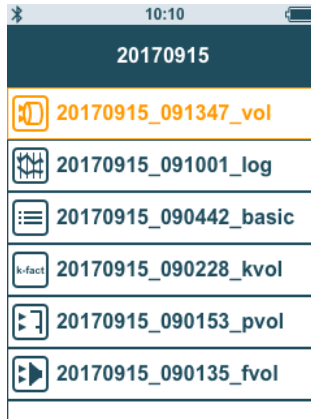 10:10
20170915
20170915_091347_vol
20170915_091001_log
20170915_090442_basic
k-fact 20170915_090228_kvol
20170915_090153_pvol
20170915_090135_fvol